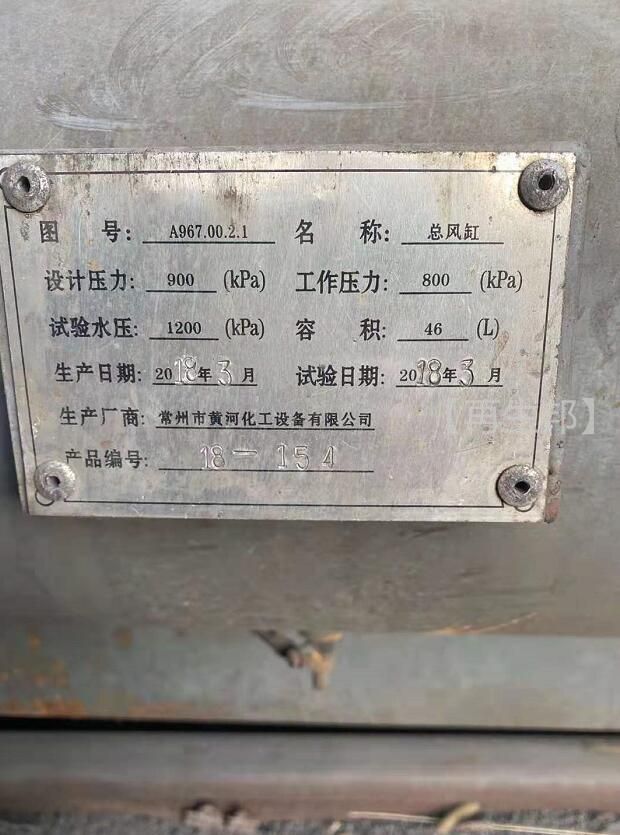 图 号: A967.00.2.1 名 称: 总风缸
设计压力: 900 (kPa) 工作压力: 800 (kPa)
试验水压: 1200 (kPa) 容 积: 46 (L)
生产日期: 2018年3月 试验日期: 2018年3月
生产厂商: 常州市黄河化工设备有限公司
产品编号: 18-154